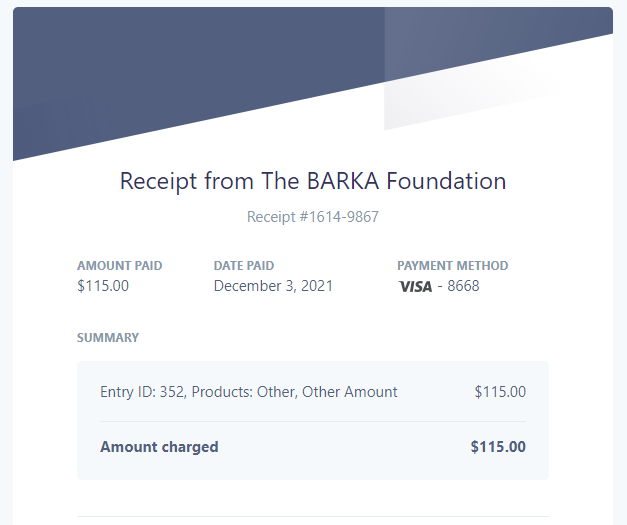 Receipt from The BARKA Foundation
Receipt #1614-9867
AMOUNT PAID DATE PAID PAYMENT METHOD
$115.00 December 3, 2021 VISA - 8668
SUMMARY
Entry ID: 352, Products: Other, Other Amount $115.00
Amount charged $115.00